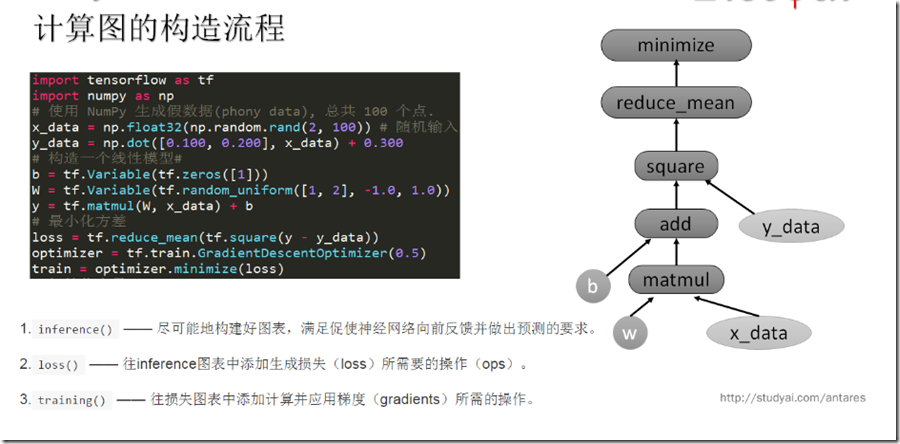 计算图的构造流程
import tensorflow as tf
import numpy as np
# 使用 NumPy 生成假数据(phony data), 总共 100 个点.
x_data = np.float32(np.random.rand(2, 100)) # 随机输入
y_data = np.dot([0.100, 0.200], x_data) + 0.300
# 构造一个线性模型#
b = tf.Variable(tf.zeros([1]))
W = tf.Variable(tf.random_uniform([1, 2], -1.0, 1.0))
y = tf.matmul(W, x_data) + b
# 最小化方差
loss = tf.reduce_mean(tf.square(y - y_data))
optimizer = tf.train.GradientDescentOptimizer(0.5)
train = optimizer.minimize(loss)
minimize
reduce_mean
square
add
y_data
b
matmul
w
x_data
1. inference() —— 尽可能地构建好图表，满足促使神经网络向前反馈并做出预测的要求。
2. loss() —— 往inference图表中添加生成损失（loss）所需要的操作（ops）。
3. training() —— 往损失图表中添加计算并应用梯度（gradients）所需的操作。
http://studyai.com/antares